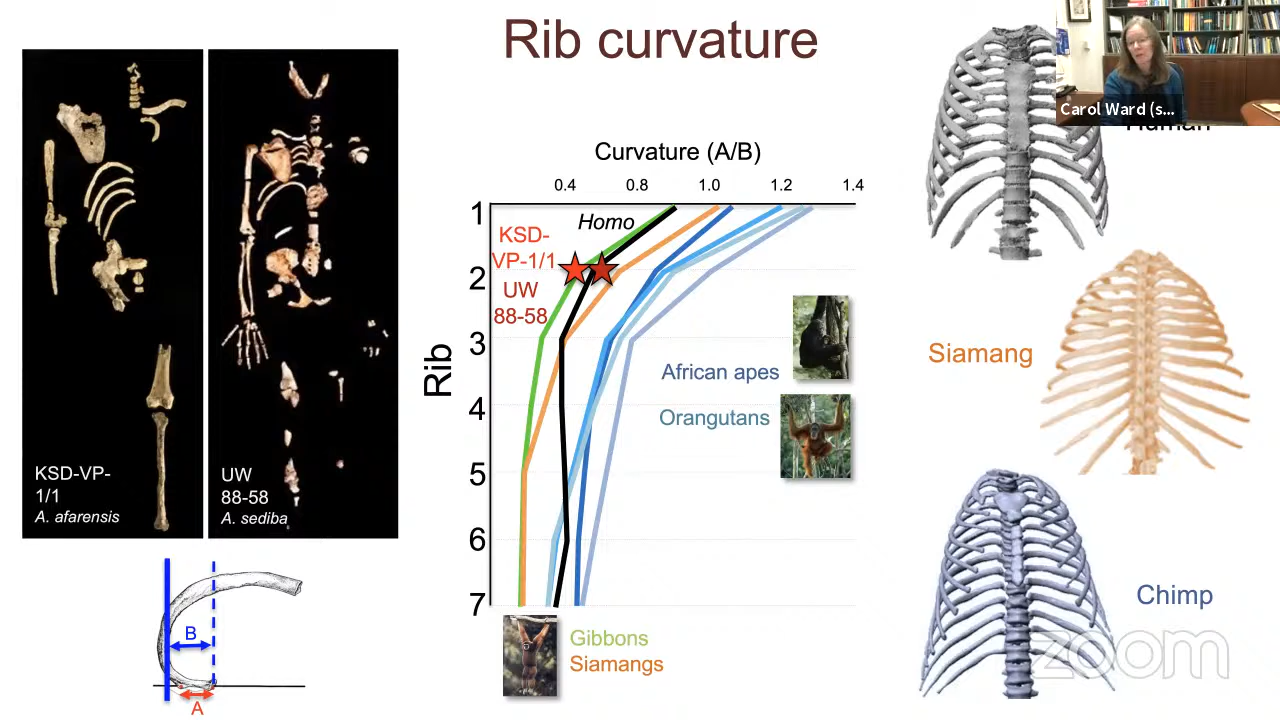 Rib curvature
Carol Ward (s...
Human
KSD-VP-
1/1
A. afarensis
UW
88-58
A. sediba
B
A
Curvature (A/B)
0.4 0.8 1.0 1.2 1.4
Rib
1
2
3
4
5
6
7
Homo
KSD-
VP-1/1
UW
88-58
African apes
Orangutans
Gibbons
Siamangs
Siamang
Chimp
zoom